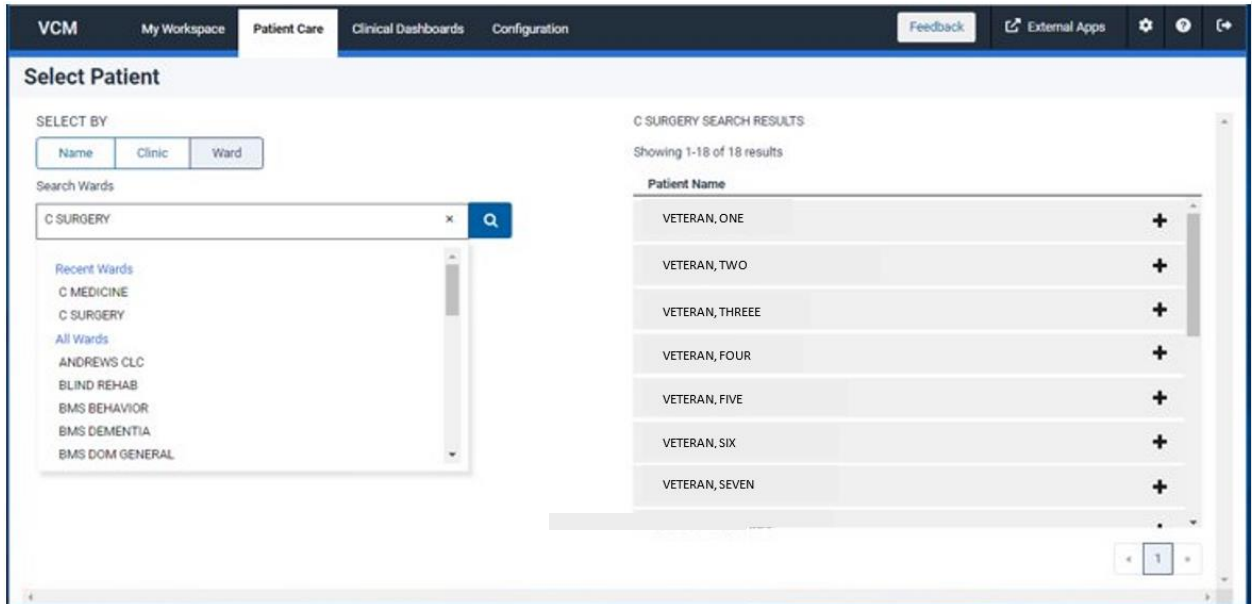 VCM My Workspace Patient Care Clinical Dashboards Configuration Feedback External Apps
Select Patient
SELECT BY
Name Clinic Ward
Search Wards
C SURGERY ×
Recent Wards
C MEDICINE
C SURGERY
All Wards
ANDREWS CLC
BLIND REHAB
BMS BEHAVIOR
BMS DEMENTIA
BMS DOM GENERAL
C SURGERY SEARCH RESULTS
Showing 1-18 of 18 results
Patient Name
VETERAN, ONE
VETERAN, TWO
VETERAN, THREEE
VETERAN, FOUR
VETERAN, FIVE
VETERAN, SIX
VETERAN, SEVEN
« 1 »